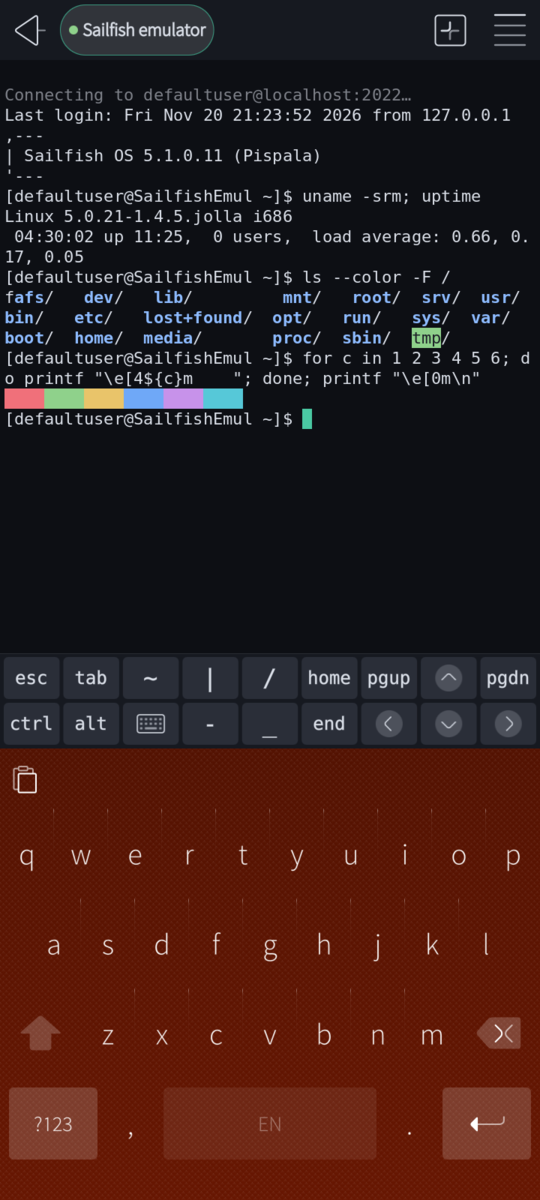 Sailfish emulator
Connecting to defaultuser@localhost:2022…
Last login: Fri Nov 20 21:23:52 2026 from 127.0.0.1
,---
| Sailfish OS 5.1.0.11 (Pispala)
'---
[defaultuser@SailfishEmul ~]$ uname -srm; uptime
Linux 5.0.21-1.4.5.jolla i686
 04:30:02 up 11:25,  0 users,  load average: 0.66, 0.
17, 0.05
[defaultuser@SailfishEmul ~]$ ls --color -F /
fafs/   dev/    lib/          mnt/   root/  srv/  usr/
bin/   etc/   lost+found/  opt/   run/   sys/  var/
boot/  home/  media/       proc/  sbin/  tmp/
[defaultuser@SailfishEmul ~]$ for c in 1 2 3 4 5 6; d
o printf "\e[4${c}m    "; done; printf "\e[0m\n"
[defaultuser@SailfishEmul ~]$
esc tab ~ | / home pgup pgdn
ctrl alt - _ end
q w e r t y u i o p
a s d f g h j k l
z x c v b n m
?123 , EN .